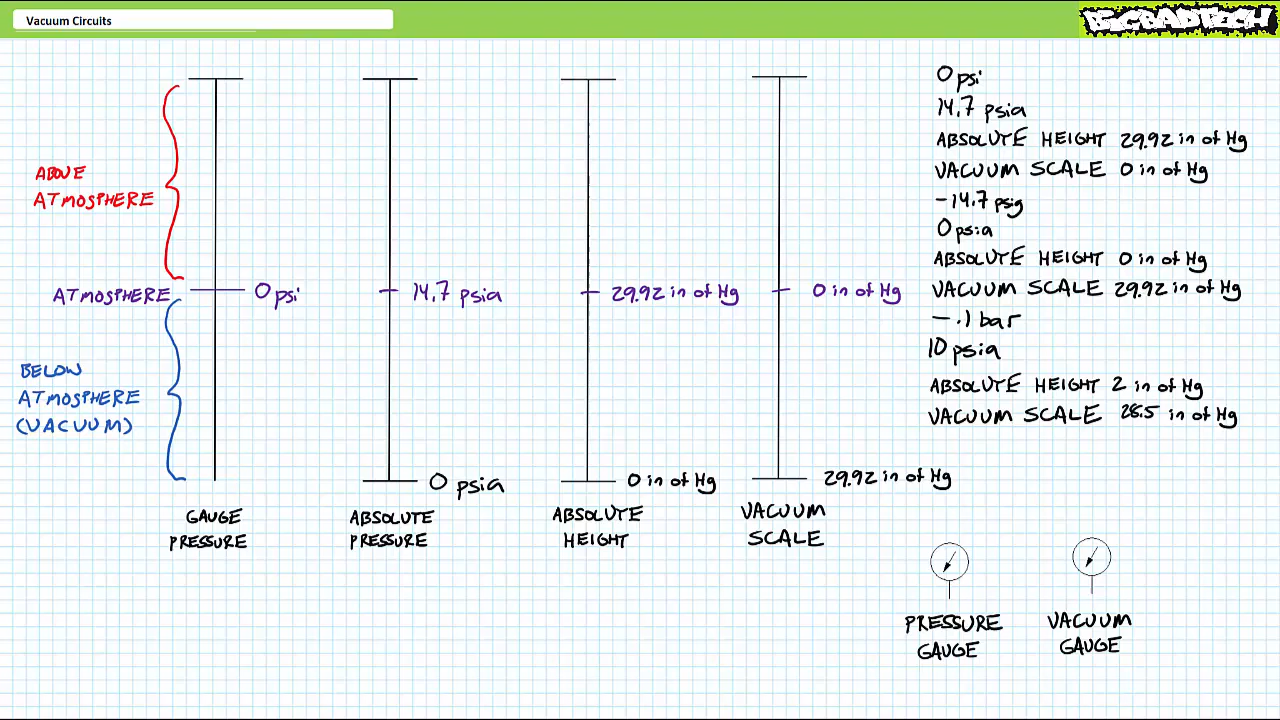 Vacuum Circuits
BIGBADTECH
ABOVE
ATMOSPHERE
ATMOSPHERE
BELOW
ATMOSPHERE
(VACUUM)
0 psi
14.7 psia
29.92 in of Hg
0 in of Hg
0 psia
0 in of Hg
29.92 in of Hg
GAUGE
PRESSURE
ABSOLUTE
PRESSURE
ABSOLUTE
HEIGHT
VACUUM
SCALE
0 psi
14.7 psia
ABSOLUTE HEIGHT 29.92 in of Hg
VACUUM SCALE 0 in of Hg
-14.7 psig
0 psia
ABSOLUTE HEIGHT 0 in of Hg
VACUUM SCALE 29.92 in of Hg
-.1 bar
10 psia
ABSOLUTE HEIGHT 2 in of Hg
VACUUM SCALE 28.5 in of Hg
PRESSURE
GAUGE
VACUUM
GAUGE